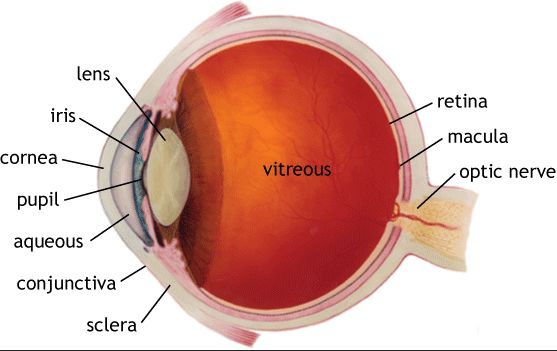 lens
iris
cornea
pupil
aqueous
conjunctiva
sclera
vitreous
retina
macula
optic nerve